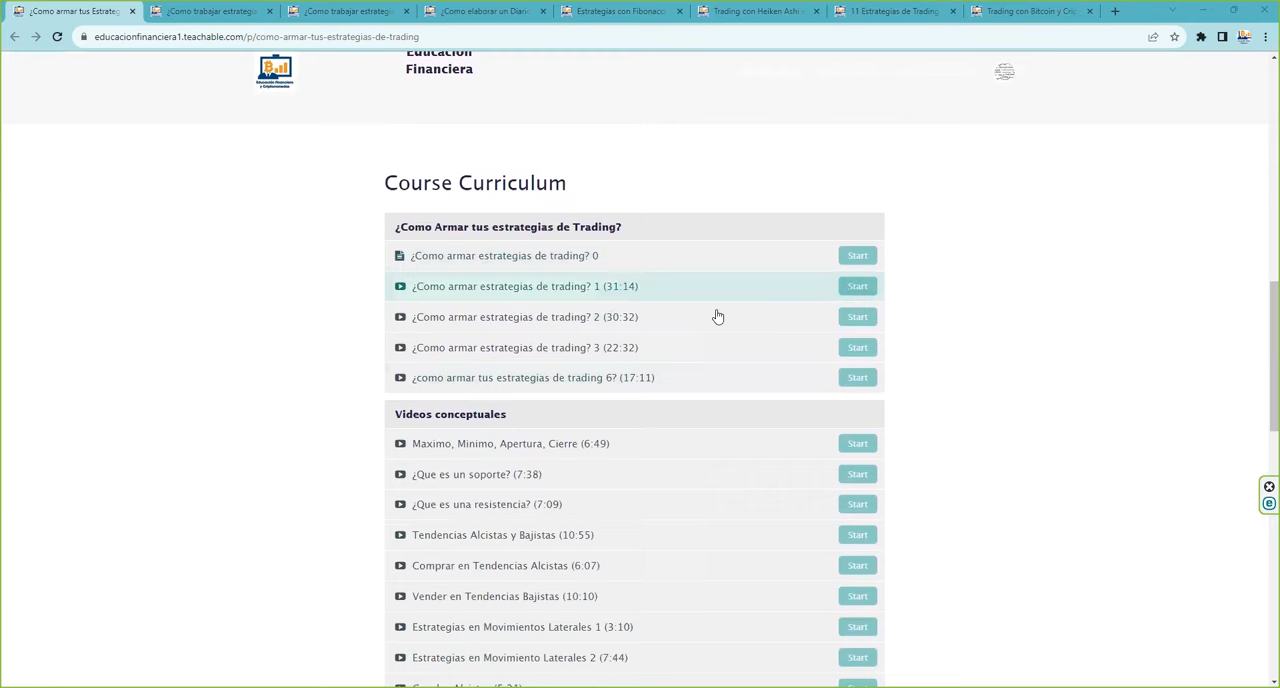 ¿Como armar tus Estrateg
¿Como trabajar estrategi
¿Como trabajar estrategi
¿Como elaborar un Diari
Estrategias con Fibonacc
Trading con Heiken Ashi
11 Estrategias de Trading
Trading con Bitcoin y Crip
educacionfinanciera1.teachable.com/p/como-armar-tus-estrategias-de-trading
Educación
Financiera
Course Curriculum
¿Como Armar tus estrategias de Trading?
¿Como armar estrategias de trading? 0 Start
¿Como armar estrategias de trading? 1 (31:14) Start
¿Como armar estrategias de trading? 2 (30:32) Start
¿Como armar estrategias de trading? 3 (22:32) Start
¿como armar tus estrategias de trading 6? (17:11) Start
Videos conceptuales
Maximo, Minimo, Apertura, Cierre (6:49) Start
¿Que es un soporte? (7:38) Start
¿Que es una resistencia? (7:09) Start
Tendencias Alcistas y Bajistas (10:55) Start
Comprar en Tendencias Alcistas (6:07) Start
Vender en Tendencias Bajistas (10:10) Start
Estrategias en Movimientos Laterales 1 (3:10) Start
Estrategias en Movimiento Laterales 2 (7:44) Start